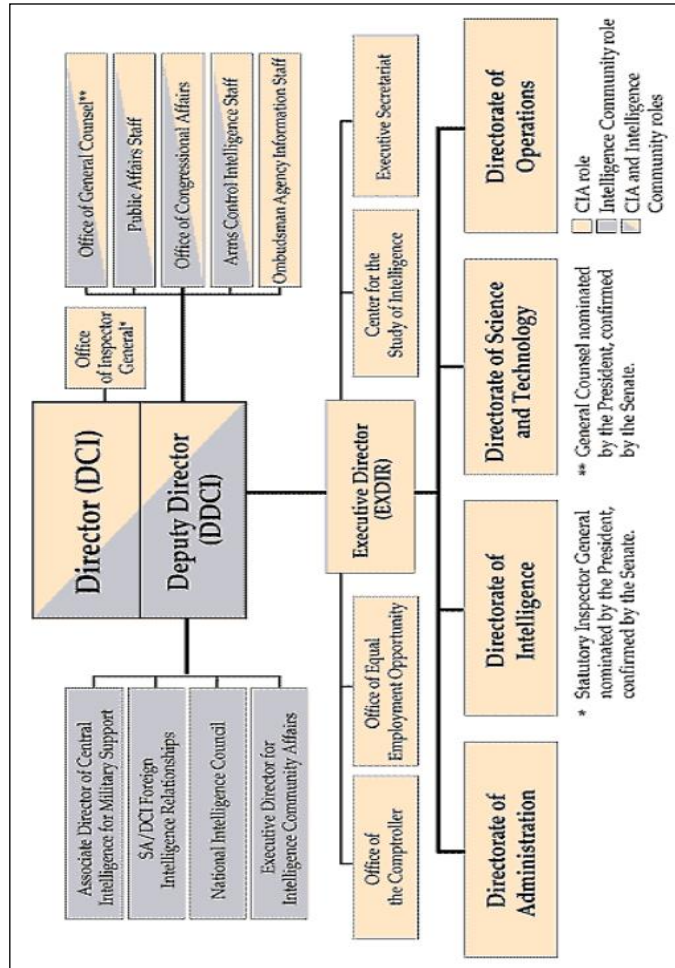 Director (DCI)
Deputy Director
(DDCI)
Office
of Inspector
General*
Associate Director of Central
Intelligence for Military Support
SA/DCI Foreign
Intelligence Relationships
National Intelligence Council
Executive Director for
Intelligence Community Affairs
Office of General Counsel**
Public Affairs Staff
Office of Congressional Affairs
Arms Control Intelligence Staff
Ombudsman Agency Information Staff
Office of
the Comptroller
Office of Equal
Employment Opportunity
Executive Director
(EXDIR)
Center for the
Study of Intelligence
Executive Secretariat
Directorate of
Administration
Directorate of
Intelligence
Directorate of Science
and Technology
Directorate of
Operations
* Statutory Inspector General
nominated by the President,
confirmed by the Senate.
** General Counsel nominated
by the President, confirmed
by the Senate.
CIA role
Intelligence Community role
CIA and Intelligence
Community roles